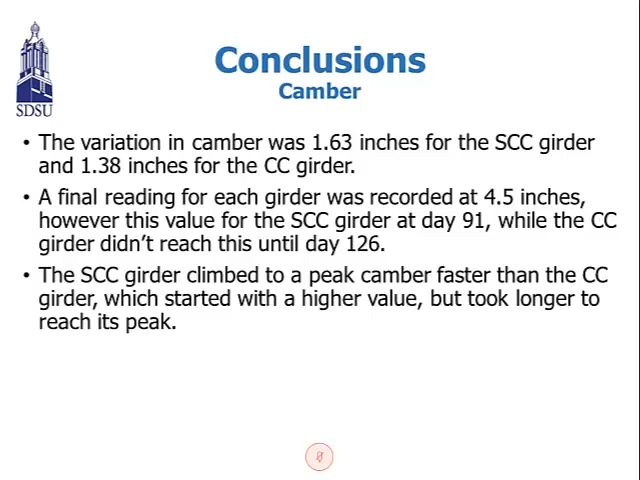 SDSU
Conclusions
Camber
• The variation in camber was 1.63 inches for the SCC girder
and 1.38 inches for the CC girder.
• A final reading for each girder was recorded at 4.5 inches,
however this value for the SCC girder at day 91, while the CC
girder didn't reach this until day 126.
• The SCC girder climbed to a peak camber faster than the CC
girder, which started with a higher value, but took longer to
reach its peak.